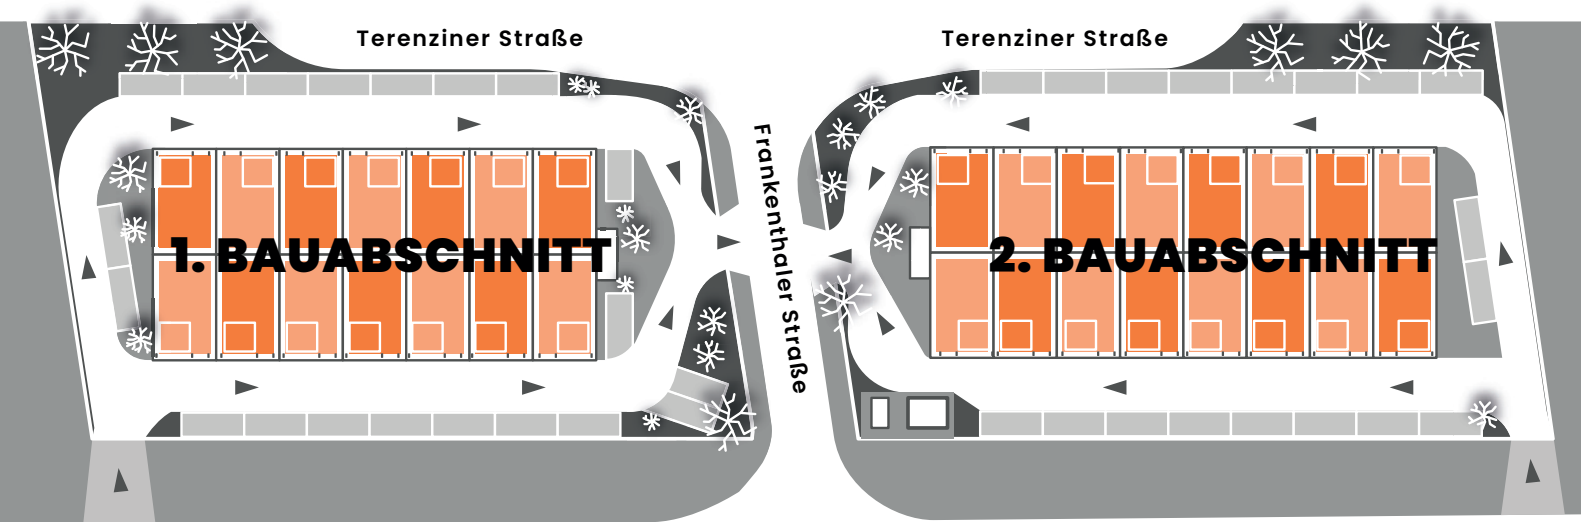 Terenziner Straße
Terenziner Straße
Frankenthaler Straße
1. BAUABSCHNITT
2. BAUABSCHNITT